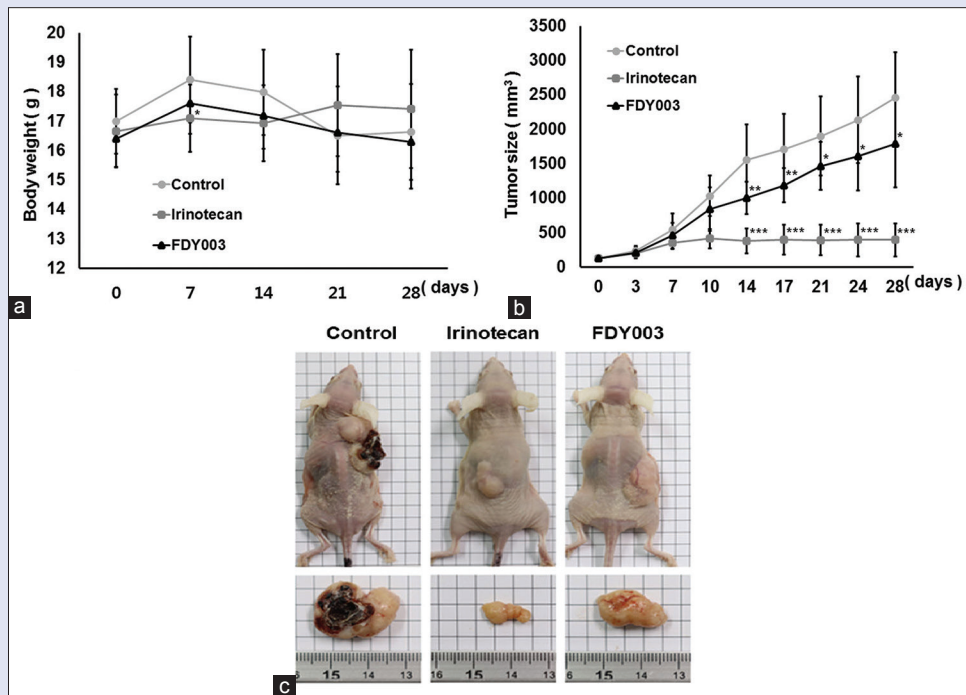 Body weight ( g )
20
19
18
17
16
15
14
13
12
0 7 14 21 28 ( days )
Control
Irinotecan
FDY003
*
a
Tumor size ( mm³ )
3500
3000
2500
2000
1500
1000
500
0
0 3 7 10 14 17 21 24 28 ( days )
Control
Irinotecan
FDY003
** ** * * *
*** *** *** *** ***
b
Control Irinotecan FDY003
6 15 14 13 16 15 14 13 15 14 13
c